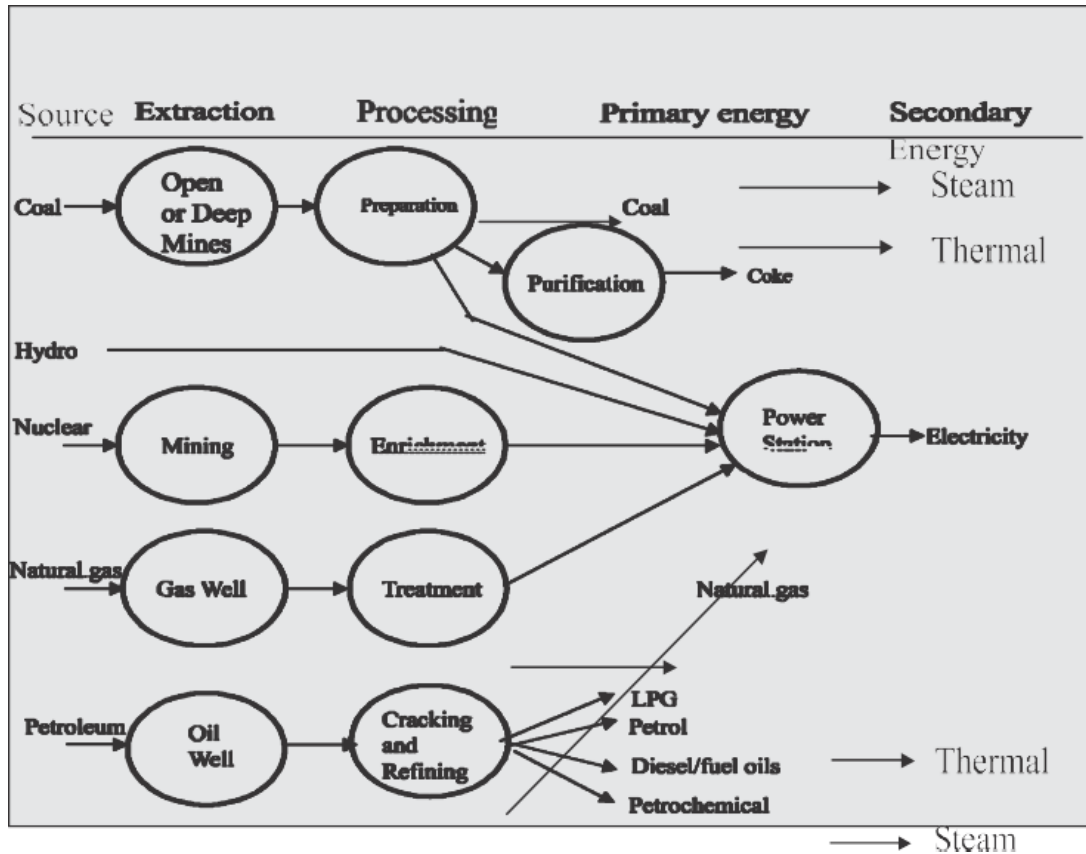 Source Extraction Processing Primary energy Secondary
Energy
Steam
Thermal
Coal
Open
or Deep
Mines
Preparation
Coal
Purification
Coke
Hydro
Nuclear
Mining
Enrichment
Power
Station
Electricity
Natural gas
Gas Well
Treatment
Natural gas
Petroleum
Oil
Well
Cracking
and
Refining
LPG
Petrol
Diesel/fuel oils
Petrochemical
Thermal
Steam